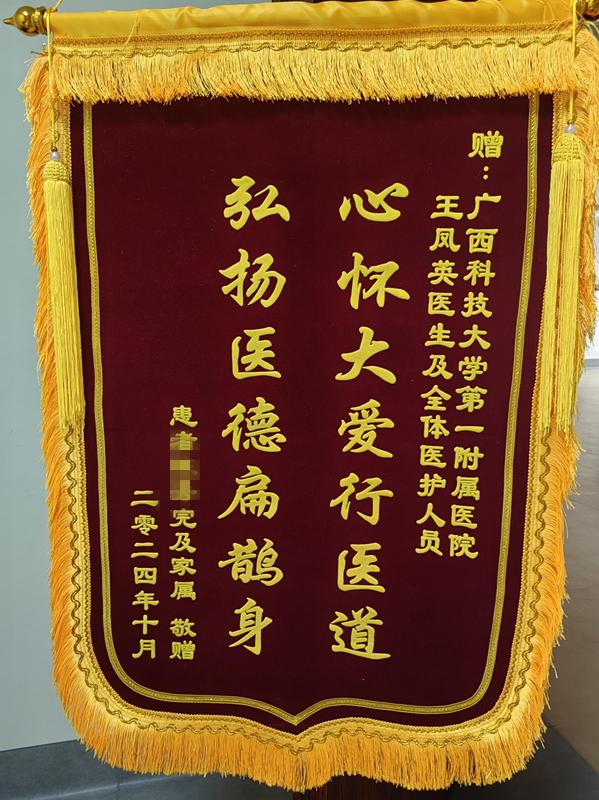 赠：广西科技大学第一附属医院
王凤英医生及全体医护人员
心怀大爱行医道
弘扬医德扁鹊身
患者完及家属 敬赠
二零二四年十月